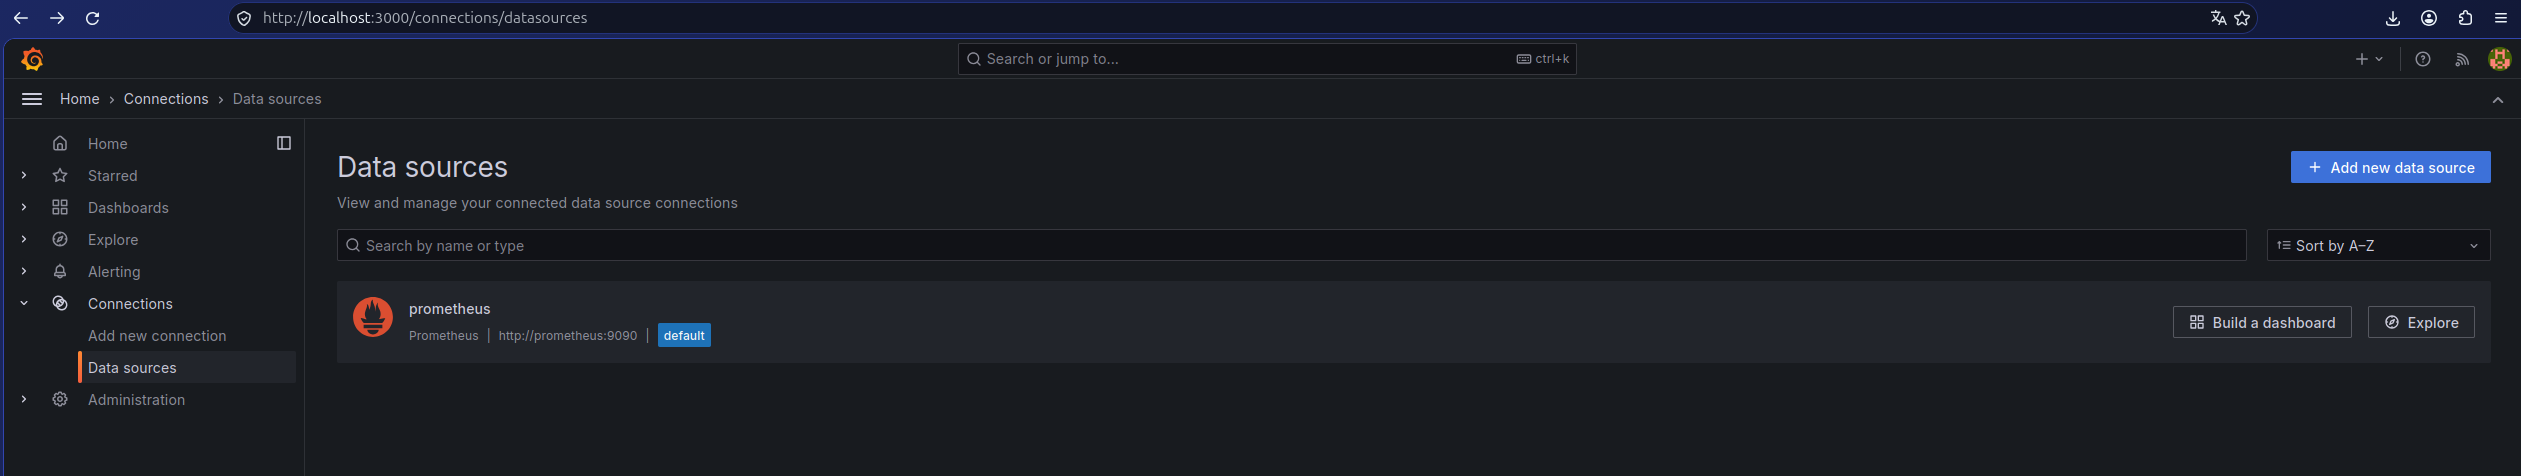 http://localhost:3000/connections/datasources
Search or jump to... ctrl+k
Home › Connections › Data sources
Home
Starred
Dashboards
Explore
Alerting
Connections
Add new connection
Data sources
Administration
Data sources
Add new data source
View and manage your connected data source connections
Search by name or type
Sort by A–Z
prometheus
Prometheus | http://prometheus:9090 | default
Build a dashboard
Explore